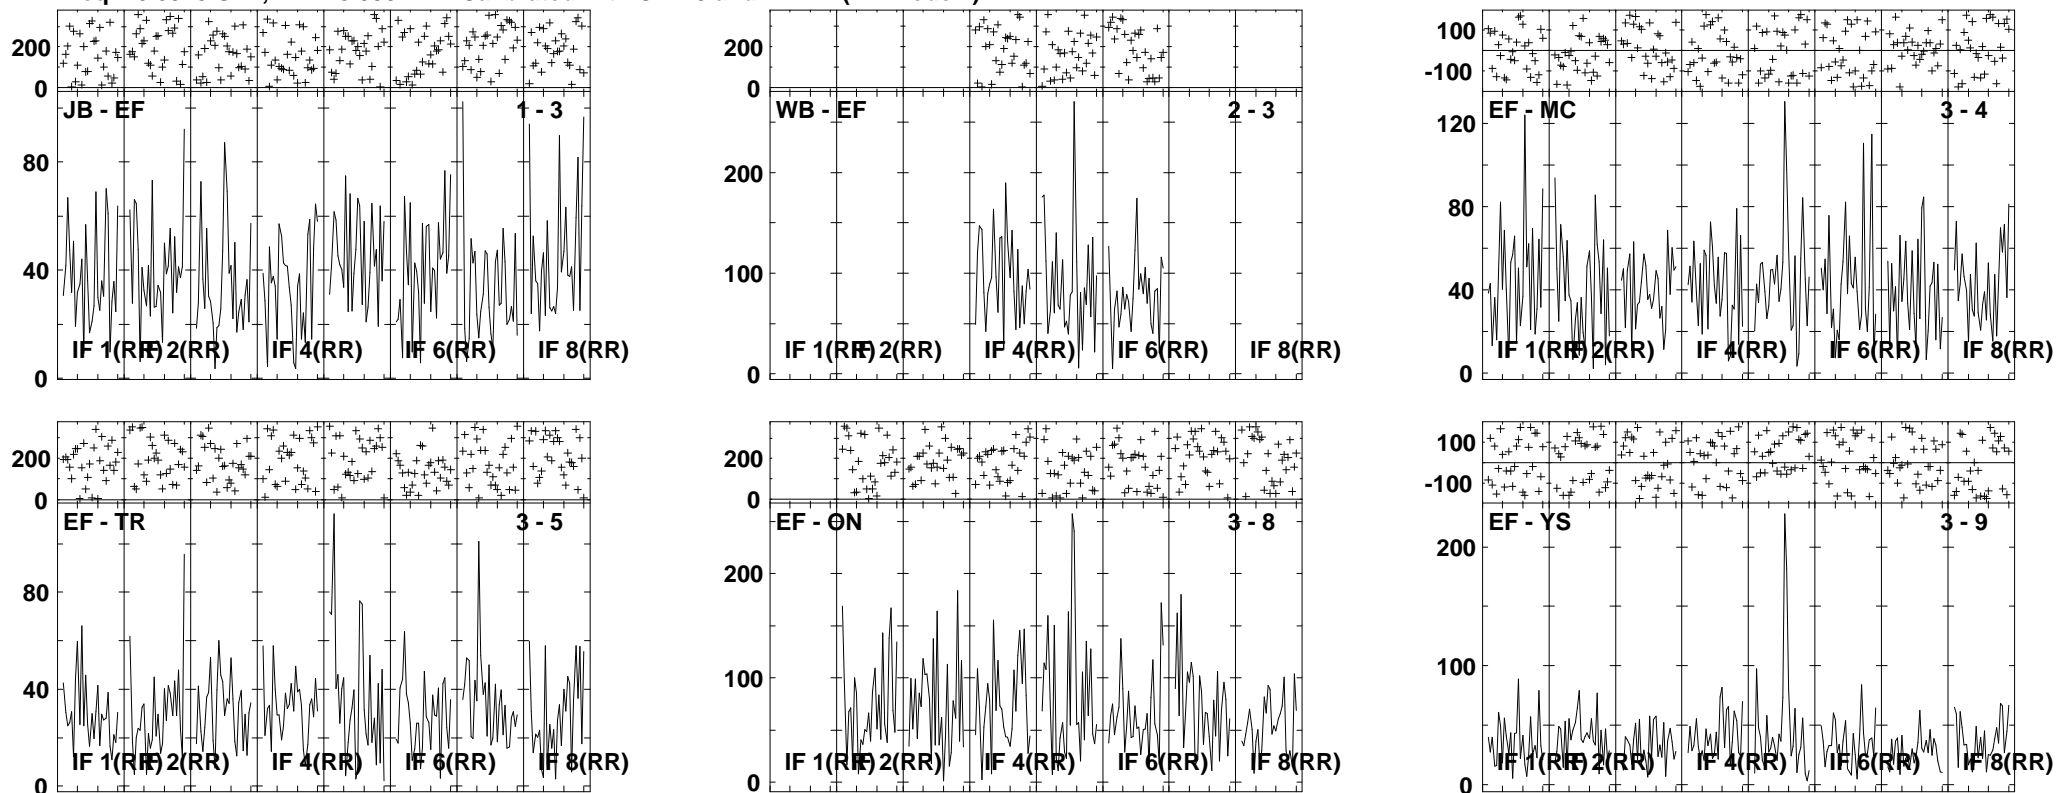 200
0
JB - EF 1 - 3
80
40
0
IF 1(RR) IF 2(RR) IF 4(RR) IF 6(RR) IF 8(RR)
200
0
WB - EF 2 - 3
200
100
0
IF 1(RR) IF 2(RR) IF 4(RR) IF 6(RR) IF 8(RR)
100
-100
EF - MC 3 - 4
120
80
40
0
IF 1(RR) IF 2(RR) IF 4(RR) IF 6(RR) IF 8(RR)
200
0
EF - TR 3 - 5
80
40
0
IF 1(RR) IF 2(RR) IF 4(RR) IF 6(RR) IF 8(RR)
200
0
EF - ON 3 - 8
200
100
0
IF 1(RR) IF 2(RR) IF 4(RR) IF 6(RR) IF 8(RR)
100
-100
EF - YS 3 - 9
200
100
0
IF 1(RR) IF 2(RR) IF 4(RR) IF 6(RR) IF 8(RR)